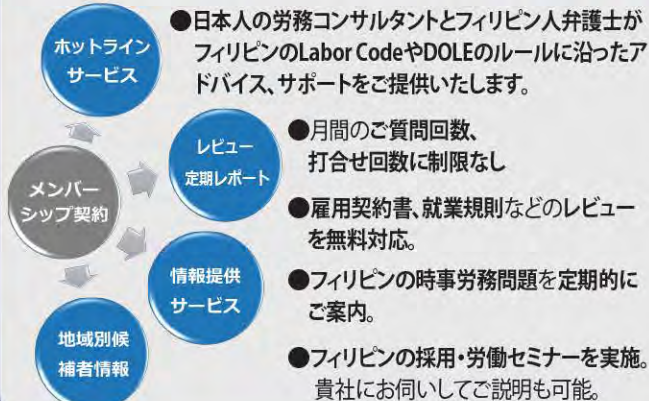 ホットライン
サービス
メンバー
シップ契約
レビュー
定期レポート
情報提供
サービス
地域別候
補者情報
●日本人の労務コンサルタントとフィリピン人弁護士が
フィリピンのLabor CodeやDOLEのルールに沿ったア
ドバイス、サポートをご提供いたします。
●月間のご質問回数、
打合せ回数に制限なし
●雇用契約書、就業規則などのレビュー
を無料対応。
●フィリピンの時事労務問題を定期的に
ご案内。
●フィリピンの採用・労働セミナーを実施。
貴社にお伺いしてご説明も可能。